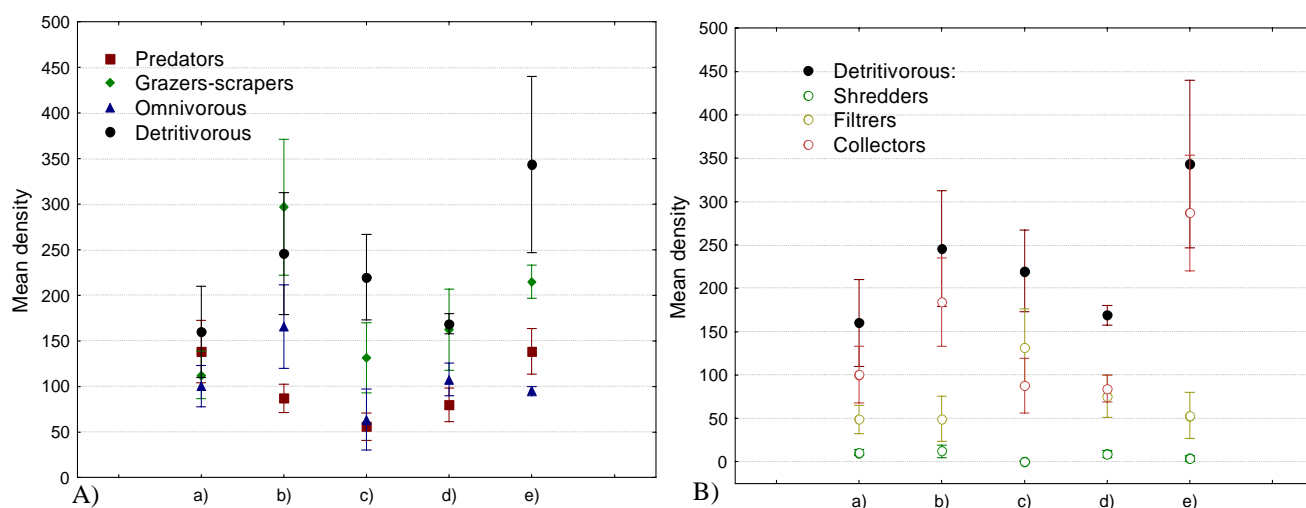 500
450
400
350
300
250
200
150
100
50
0
Mean density
Predators
Grazers-scrapers
Omnivorous
Detritivorous
a) b) c) d) e)
A)
500
450
400
350
300
250
200
150
100
50
0
Mean density
Detritivorous:
Shredders
Filtrers
Collectors
a) b) c) d) e)
B)